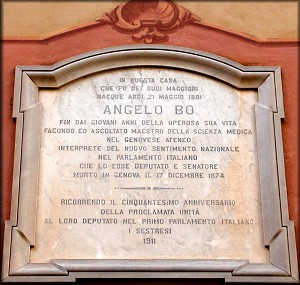 IN QUESTA CASA
CHE FU DEI SUOI MAGGIORI
NACQUE ADDÌ 21 MAGGIO 1801
ANGELO BO
FIN DAI GIOVANI ANNI DELLA OPEROSA SUA VITA
FACONDO ED ASCOLTATO MAESTRO DELLA SCIENZA MEDICA
NEL GENOVESE ATENEO
INTERPRETE DEL NUOVO SENTIMENTO NAZIONALE
NEL PARLAMENTO ITALIANO
CHE LO EBBE DEPUTATO E SENATORE
MORTO IN GENOVA IL 17 DICEMBRE 1874
RICORRENDO IL CINQUANTESIMO ANNIVERSARIO
DELLA PROCLAMATA UNITÀ
AL LORO DEPUTATO NEL PRIMO PARLAMENTO ITALIANO
I SESTRESI
1911